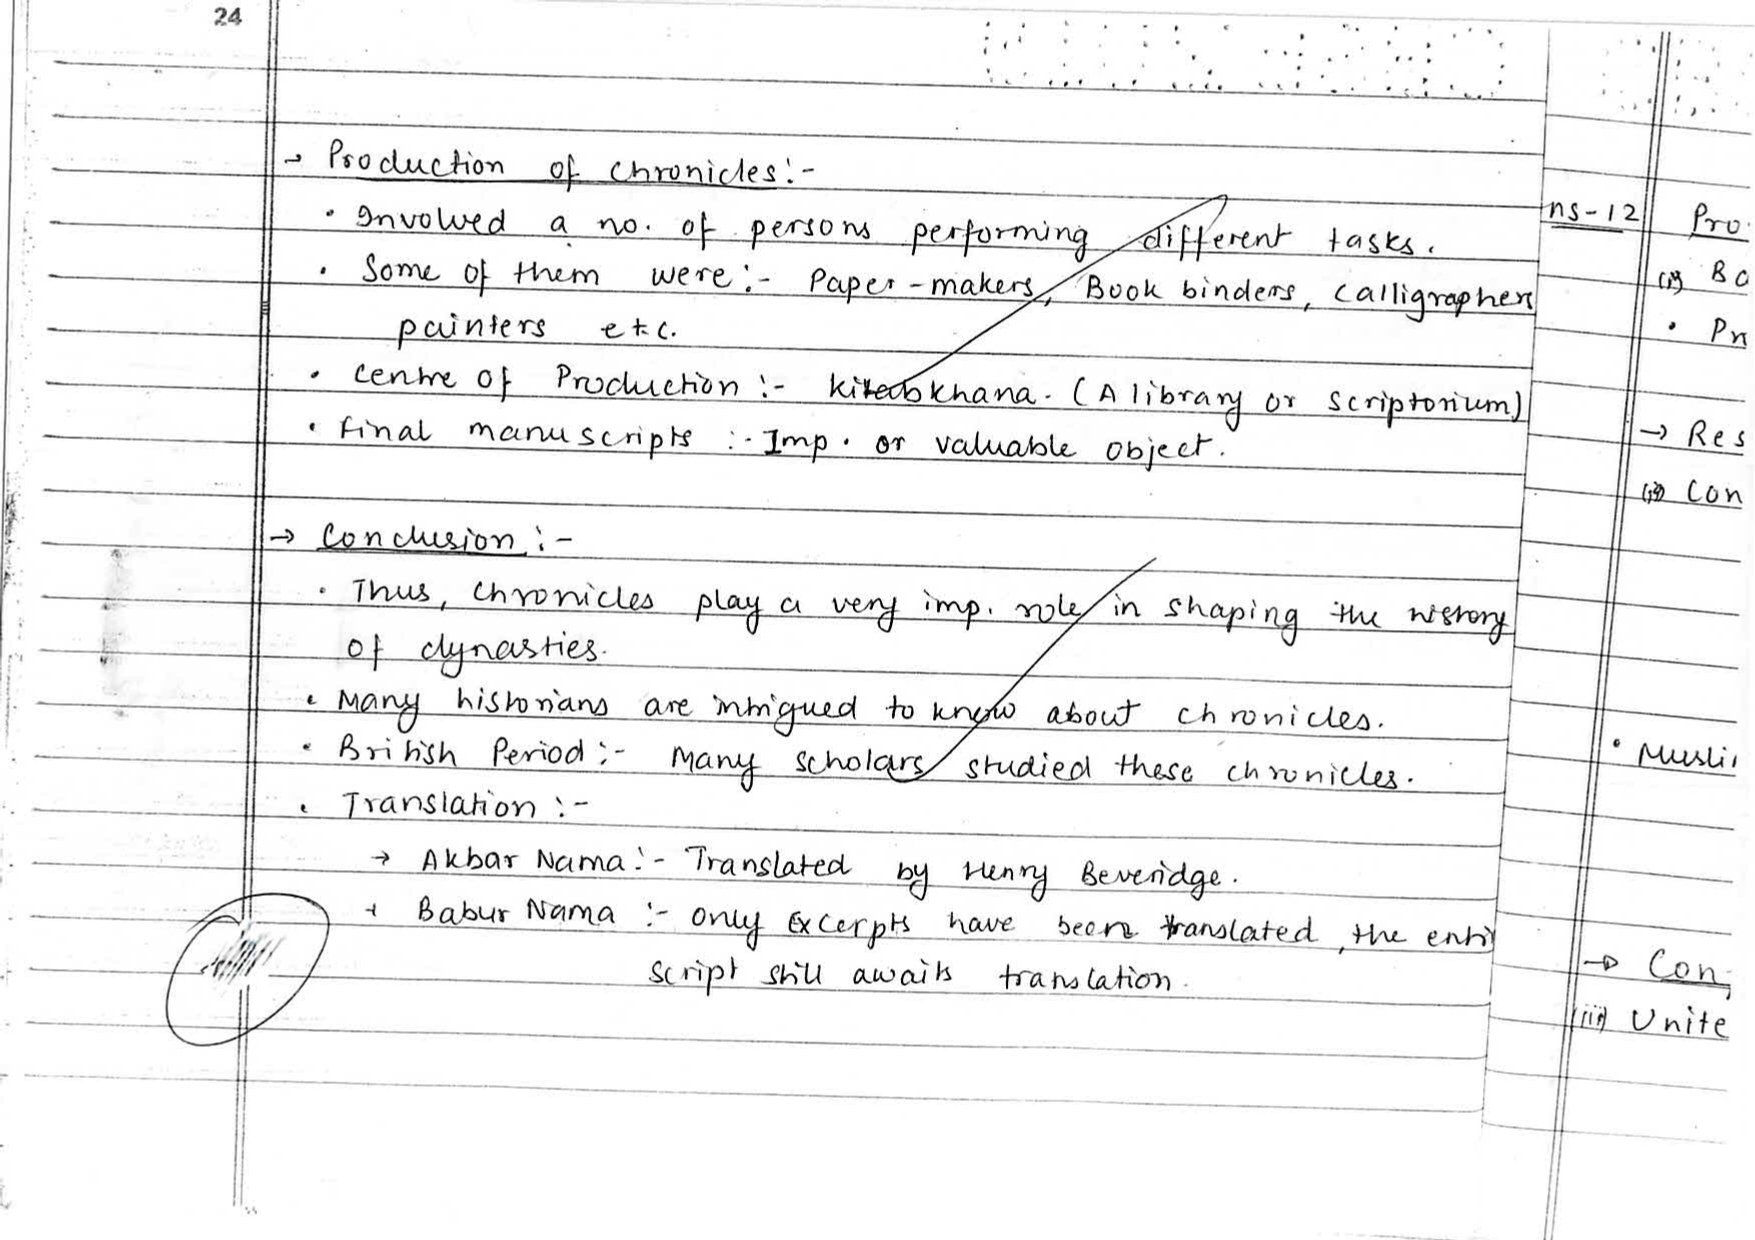 24
→ Production of chronicles:-
• Involved a no. of persons performing different tasks.
• Some of them were:- Paper-makers, Book binders, Calligraphers
painters etc.
• Centre of Production :- Kitabkhana. (A library or scriptorium)
• Final manuscripts :- Imp. or valuable object.
→ Conclusion:-
• Thus, chronicles play a very imp. role in shaping the history
of dynasties.
• Many historians are intrigued to know about chronicles.
• British Period:- Many scholars studied these chronicles.
• Translation:-
→ Akbar Nama:- Translated by Henry Beveridge.
→ Babur Nama :- only Excerpts have been translated, the enti
script still awaits translation.
ns-12 Pro
(i) Ba
• Pr
→ Res
(ii) Con
• Musli
→ Con
(iii) Unite